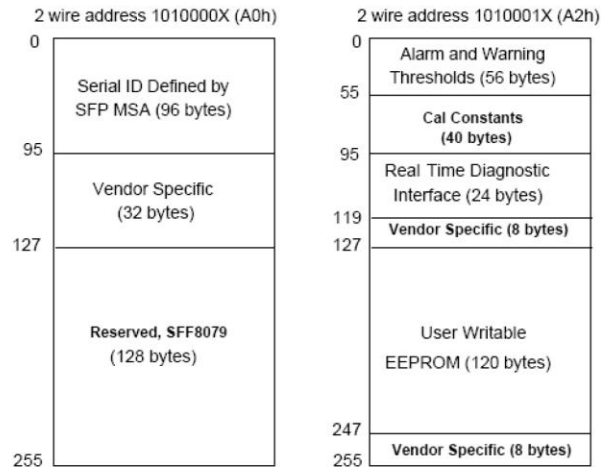 2 wire address 1010000X (A0h)
0
Serial ID Defined by
SFP MSA (96 bytes)
95
Vendor Specific
(32 bytes)
127
Reserved, SFF8079
(128 bytes)
255
2 wire address 1010001X (A2h)
0
Alarm and Warning
Thresholds (56 bytes)
55
Cal Constants
(40 bytes)
95
Real Time Diagnostic
Interface (24 bytes)
119
Vendor Specific (8 bytes)
127
User Writable
EEPROM (120 bytes)
247
Vendor Specific (8 bytes)
255